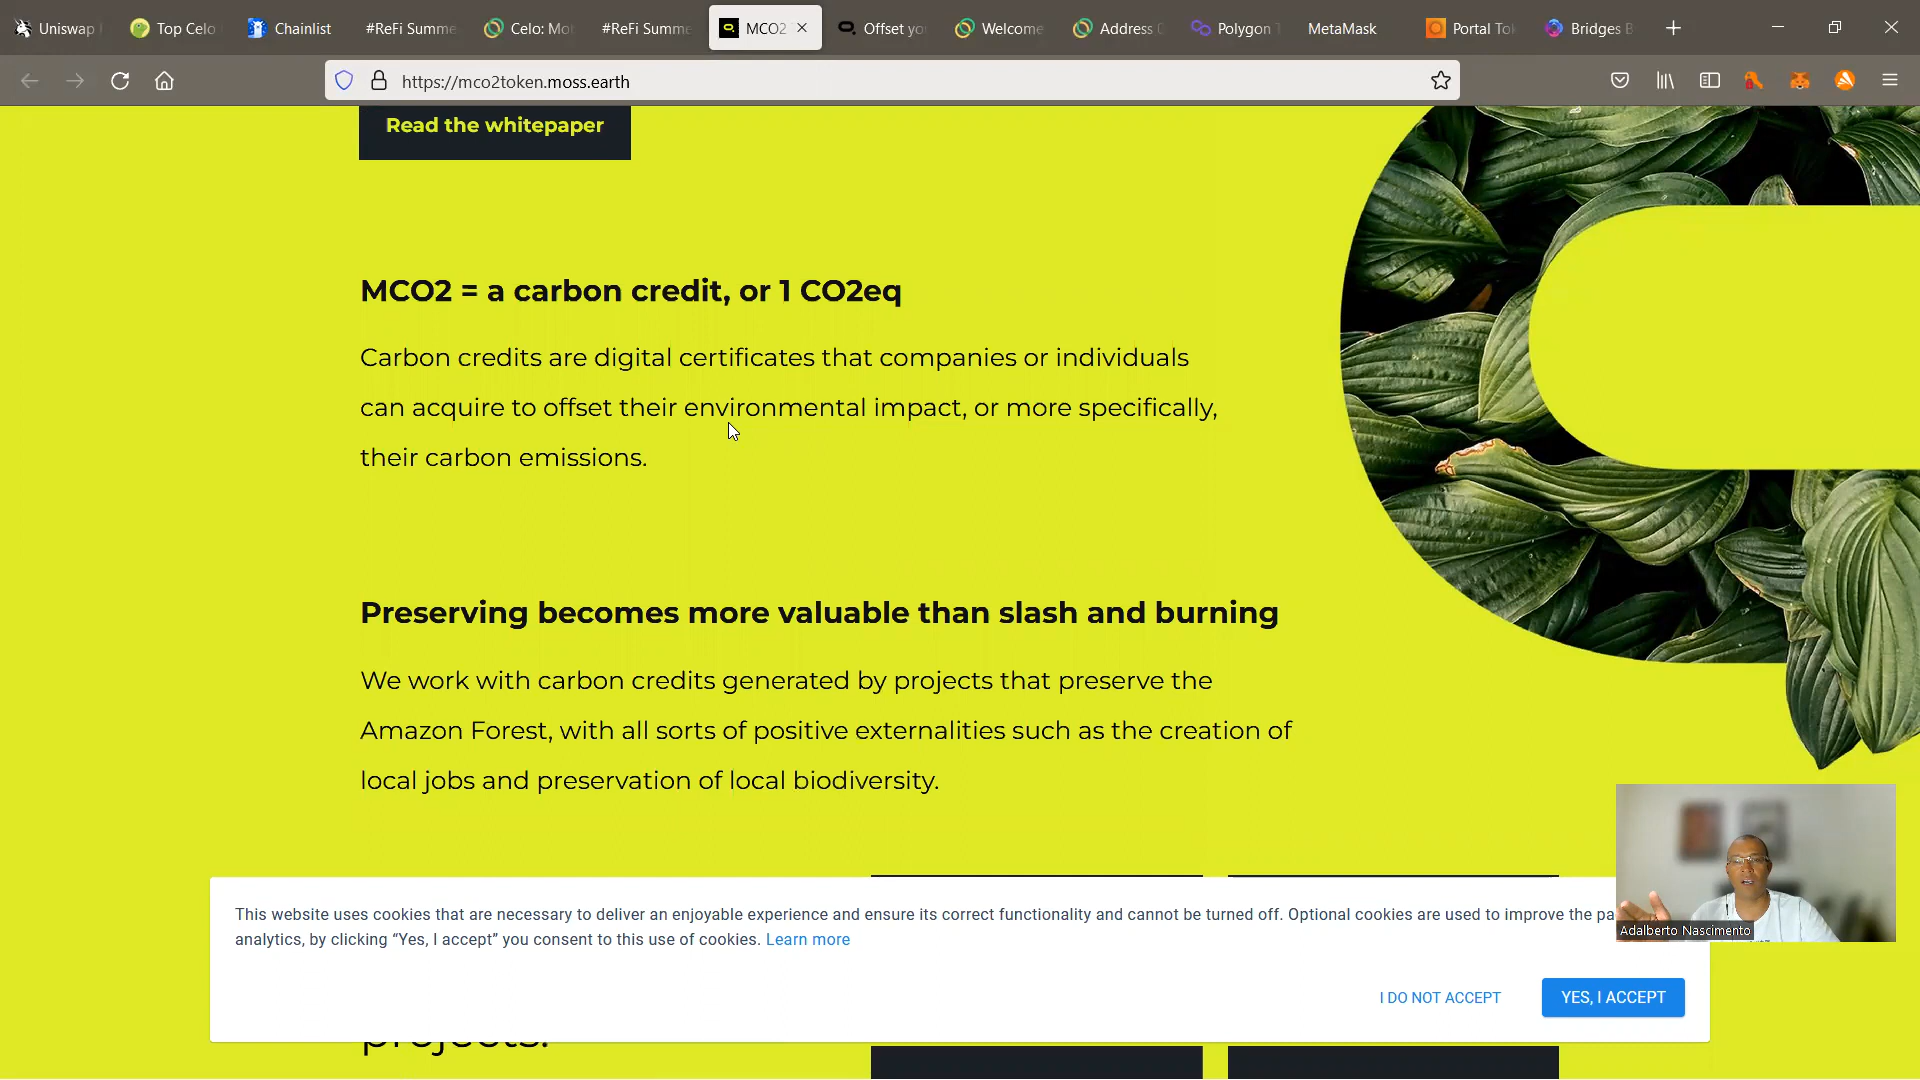 Uniswap
Top Celo
Chainlist
#ReFi Summe
Celo: Mo
#ReFi Summe
MCO2
Offset yo
Welcome
Address
Polygon
MetaMask
Portal To
Bridges B
https://mco2token.moss.earth
Read the whitepaper
MCO2 = a carbon credit, or 1 CO2eq
Carbon credits are digital certificates that companies or individuals
can acquire to offset their environmental impact, or more specifically,
their carbon emissions.
Preserving becomes more valuable than slash and burning
We work with carbon credits generated by projects that preserve the
Amazon Forest, with all sorts of positive externalities such as the creation of
local jobs and preservation of local biodiversity.
This website uses cookies that are necessary to deliver an enjoyable experience and ensure its correct functionality and cannot be turned off. Optional cookies are used to improve the pa
analytics, by clicking “Yes, I accept” you consent to this use of cookies. Learn more
Adalberto Nascimento
I DO NOT ACCEPT
YES, I ACCEPT
projects.